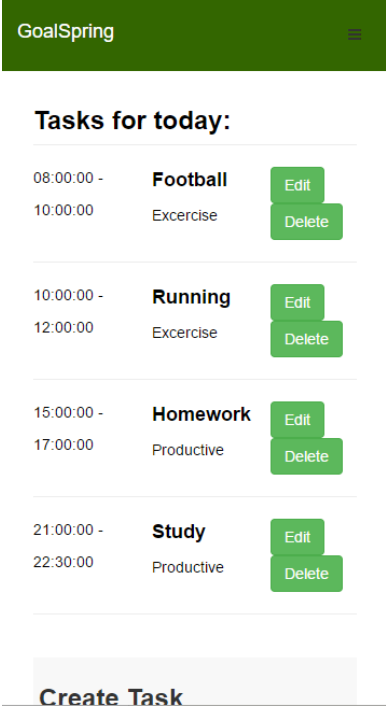 GoalSpring
Tasks for today:
08:00:00 -
10:00:00
Football
Excercise
Edit
Delete
10:00:00 -
12:00:00
Running
Excercise
Edit
Delete
15:00:00 -
17:00:00
Homework
Productive
Edit
Delete
21:00:00 -
22:30:00
Study
Productive
Edit
Delete
Create Task